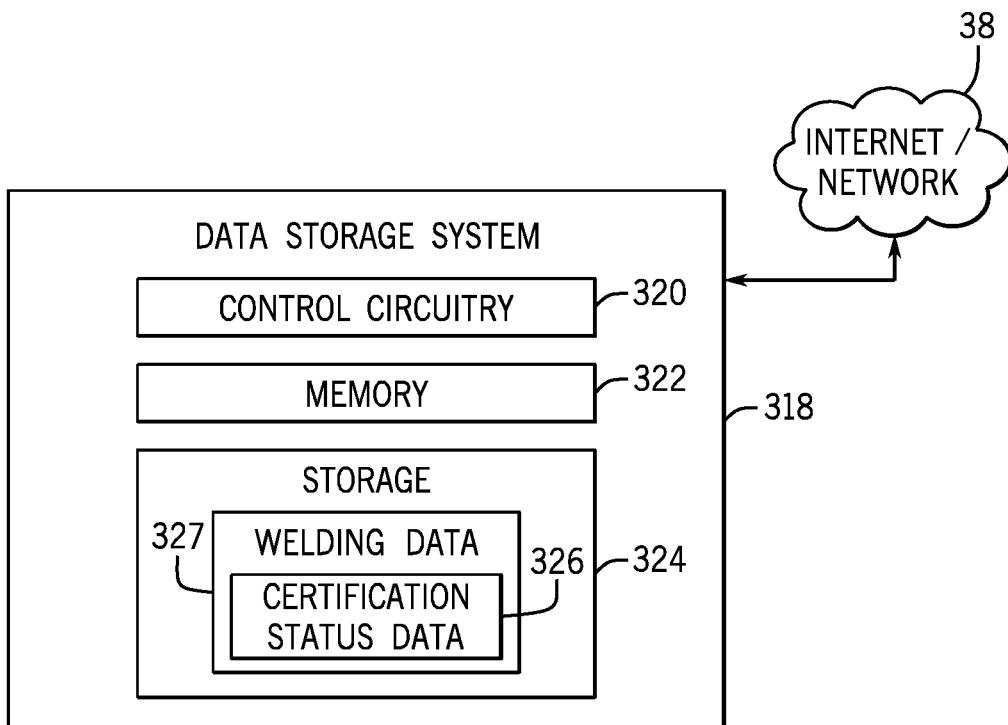 38
INTERNET /
NETWORK
DATA STORAGE SYSTEM
CONTROL CIRCUITRY
320
MEMORY
322
318
STORAGE
327
WELDING DATA
326
324
CERTIFICATION
STATUS DATA